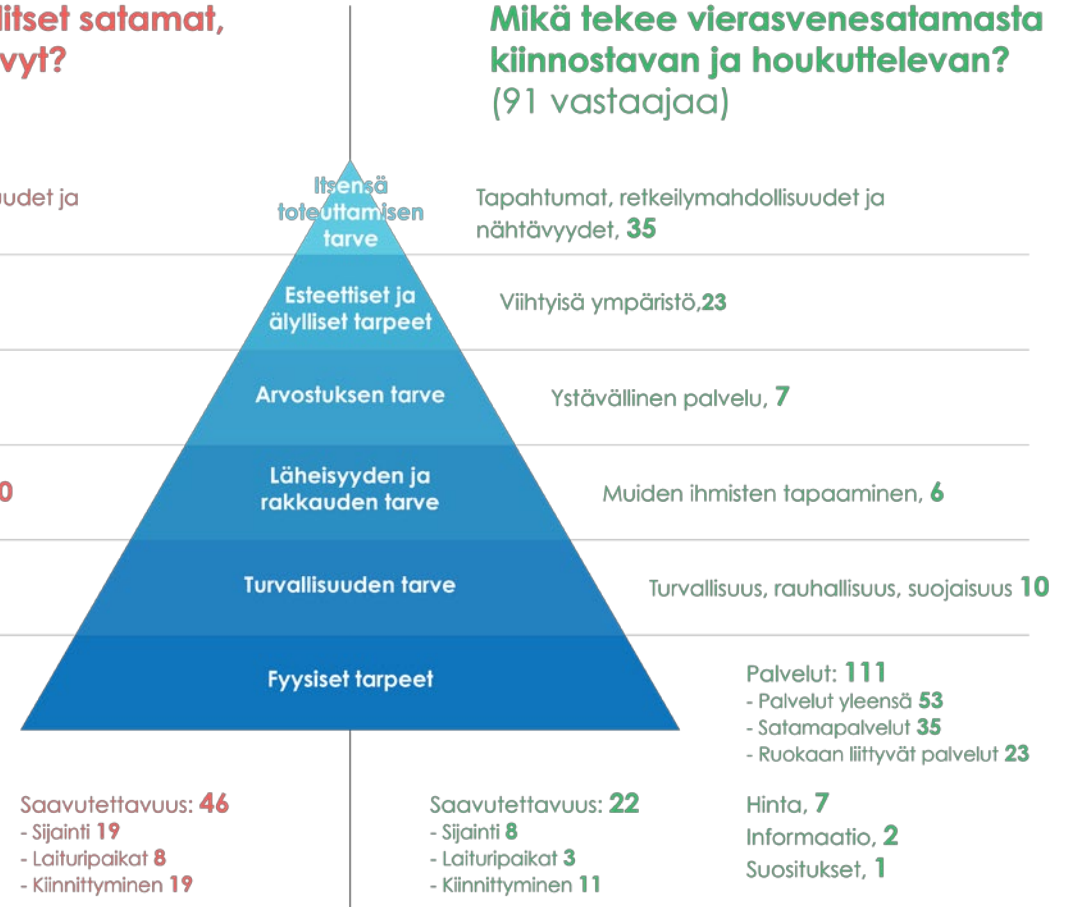 litset satamat,
vyt?
Mikä tekee vierasvenesatamasta
kiinnostavan ja houkuttelevan?
(91 vastaajaa)
uudet ja
Itsensä
toteuttamisen
tarve
Tapahtumat, retkeilymahdollisuudet ja
nähtävyydet, 35
Esteettiset ja
älylliset tarpeet
Viihtyisä ympäristö,23
Arvostuksen tarve
Ystävällinen palvelu, 7
0
Läheisyyden ja
rakkauden tarve
Muiden ihmisten tapaaminen, 6
Turvallisuuden tarve
Turvallisuus, rauhallisuus, suojaisuus 10
Fyysiset tarpeet
Palvelut: 111
- Palvelut yleensä 53
- Satamapalvelut 35
- Ruokaan liittyvät palvelut 23
Saavutettavuus: 46
- Sijainti 19
- Laituripaikat 8
- Kiinnittyminen 19
Saavutettavuus: 22
- Sijainti 8
- Laituripaikat 3
- Kiinnittyminen 11
Hinta, 7
Informaatio, 2
Suositukset, 1